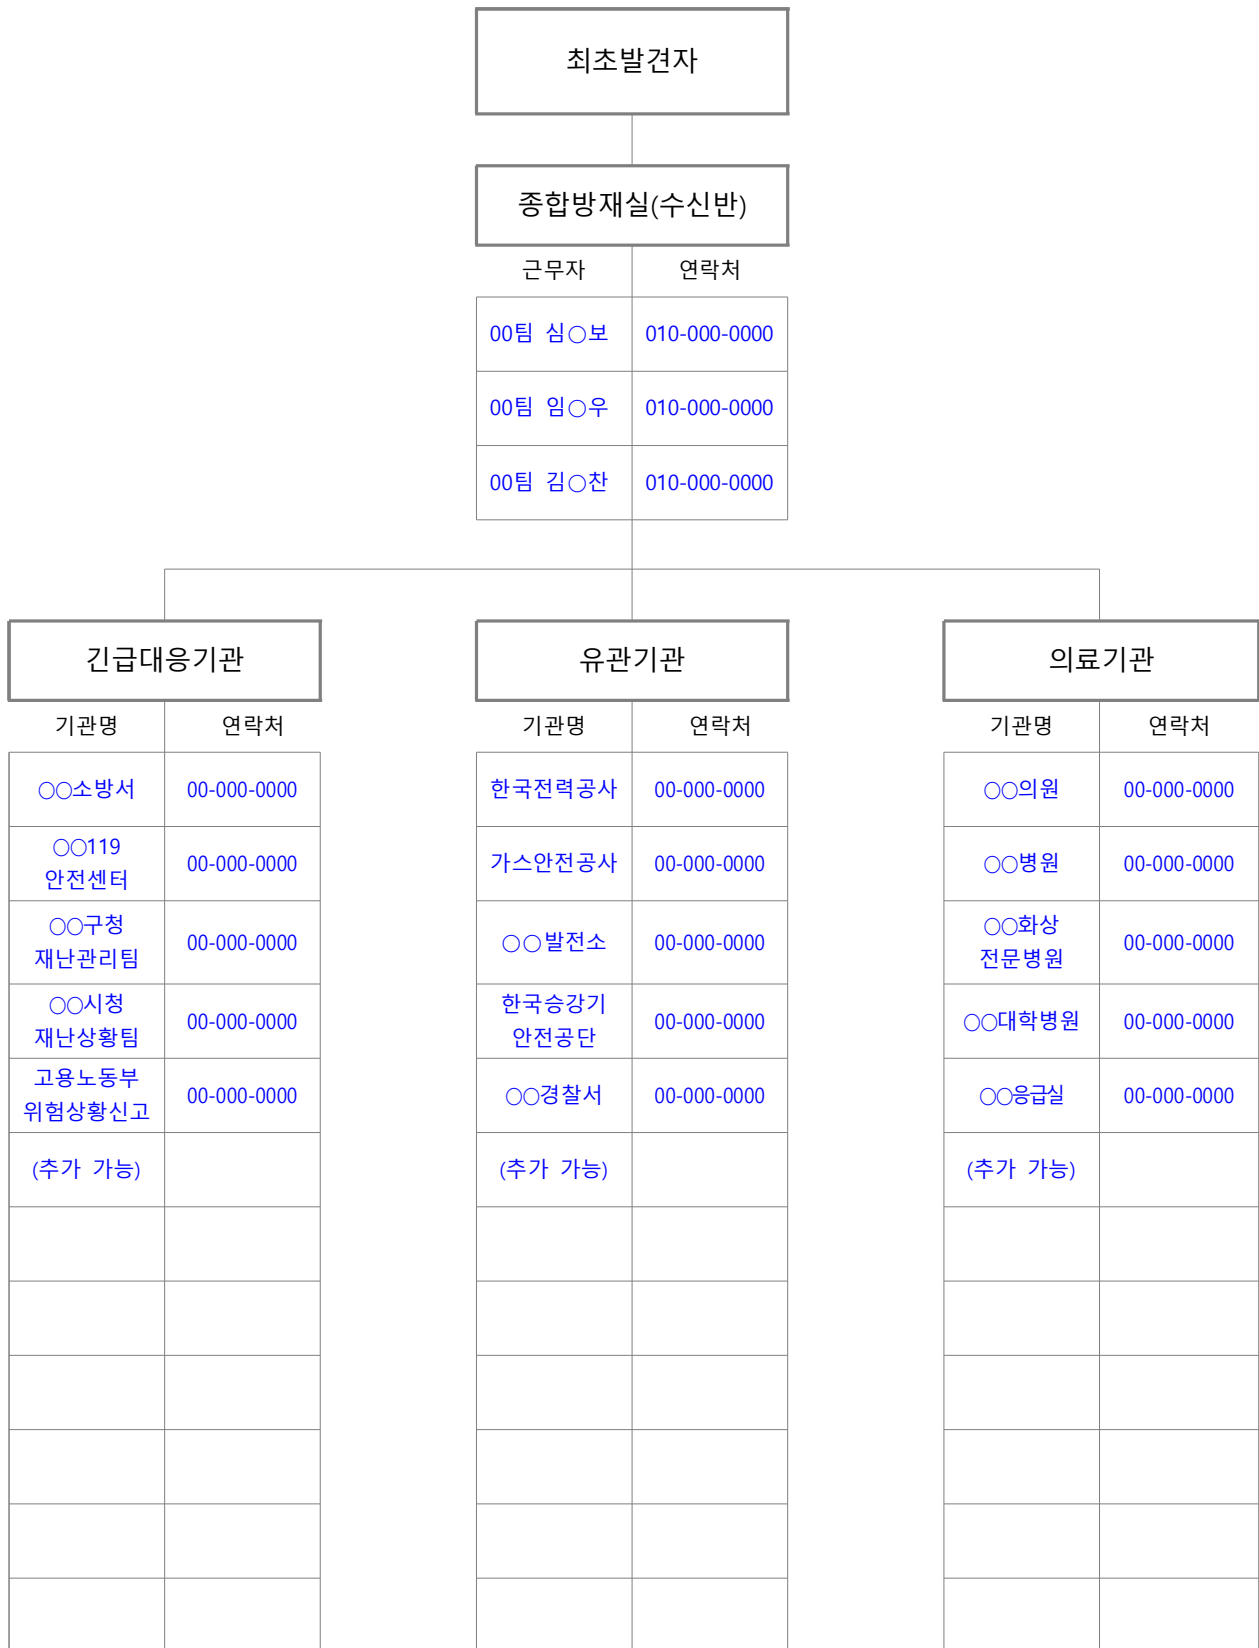 최초발견자
종합방재실(수신반)
근무자 연락처
00팀 심○보 010-000-0000
00팀 임○우 010-000-0000
00팀 김○찬 010-000-0000
긴급대응기관
기관명 연락처
○○소방서 00-000-0000
○○119
안전센터 00-000-0000
○○구청
재난관리팀 00-000-0000
○○시청
재난상황팀 00-000-0000
고용노동부
위험상황신고 00-000-0000
(추가 가능)
유관기관
기관명 연락처
한국전력공사 00-000-0000
가스안전공사 00-000-0000
○○발전소 00-000-0000
한국승강기
안전공단 00-000-0000
○○경찰서 00-000-0000
(추가 가능)
의료기관
기관명 연락처
○○의원 00-000-0000
○○병원 00-000-0000
○○화상
전문병원 00-000-0000
○○대학병원 00-000-0000
○○응급실 00-000-0000
(추가 가능)